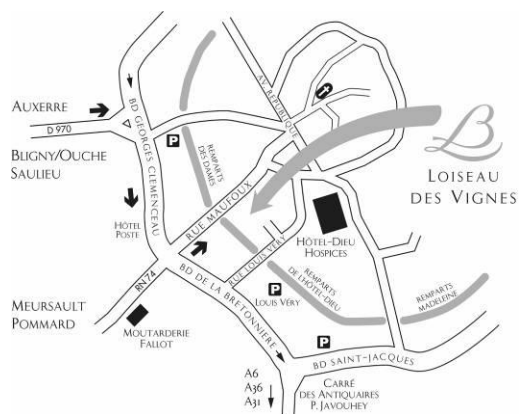 AUXERRE
D 970
BLIGNY/OUCHE
SAULIEU
BD GEORGES CLEMENCEAU
P
REMPARTS
DES DAMES
AV. RÉPUBLIQUE
B
LOISEAU
DES VIGNES
HÔTEL
POSTE
RUE MAUFOUX
HÔTEL-DIEU
HOSPICES
RUE LOUIS VÉRY
REMPARTS
DE L'HÔTEL-DIEU
REMPARTS
MADELEINE
RN 74
BD DE LA BRETONNIÈRE
P
LOUIS VÉRY
MEURSAULT
POMMARD
MOUTARDERIE
FALLOT
P
BD SAINT-JACQUES
A6
A36
A31
CARRÉ
DES ANTIQUAIRES
P. JAVOUHEY